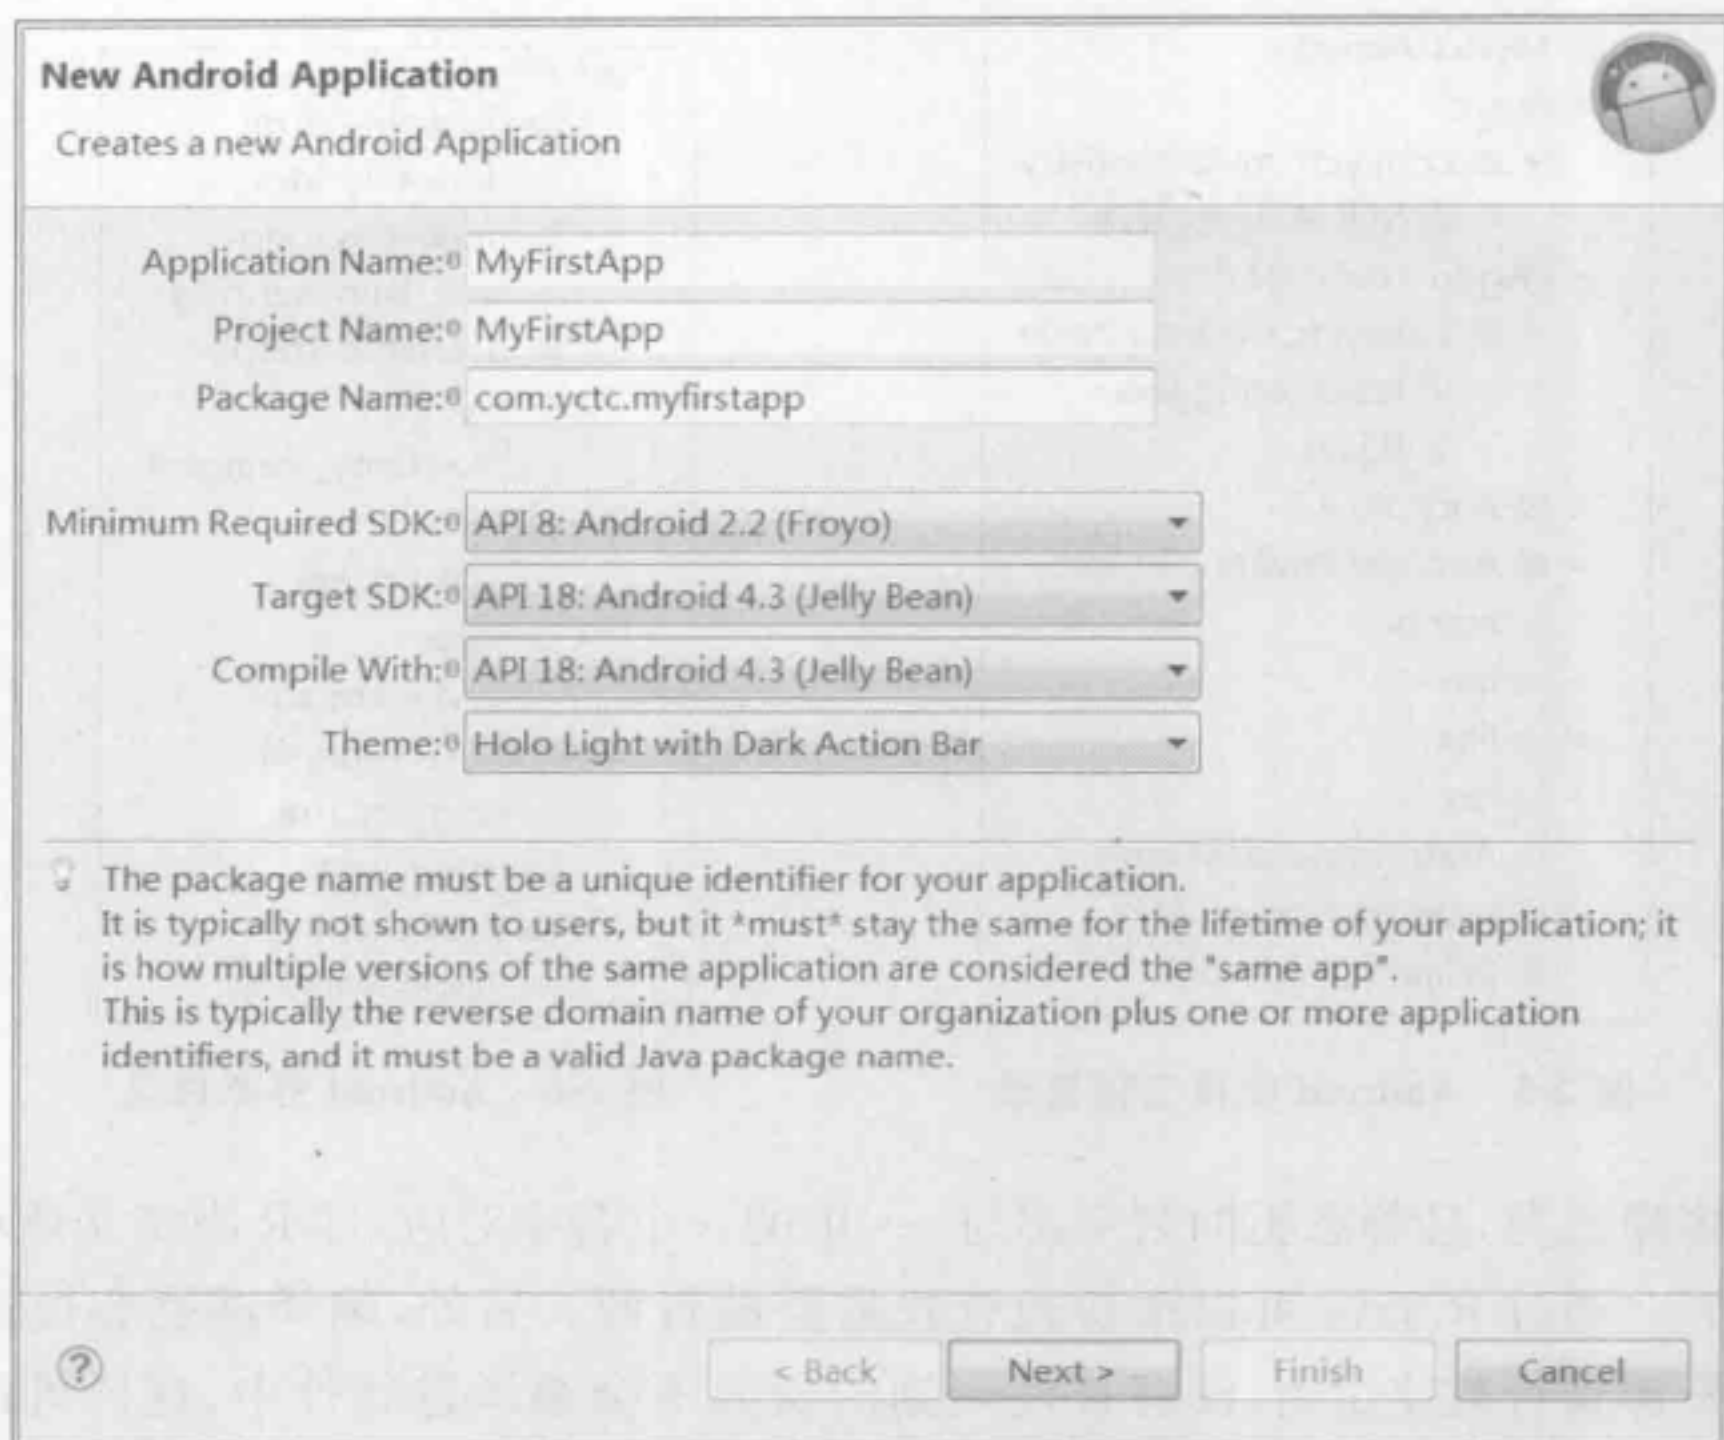 New Android Application
Creates a new Android Application
Application Name: MyFirstApp
Project Name: MyFirstApp
Package Name: com.yctc.myfirstapp
Minimum Required SDK: API 8: Android 2.2 (Froyo)
Target SDK: API 18: Android 4.3 (Jelly Bean)
Compile With: API 18: Android 4.3 (Jelly Bean)
Theme: Holo Light with Dark Action Bar
The package name must be a unique identifier for your application.
It is typically not shown to users, but it *must* stay the same for the lifetime of your application; it
is how multiple versions of the same application are considered the "same app".
This is typically the reverse domain name of your organization plus one or more application
identifiers, and it must be a valid Java package name.
? < Back Next > Finish Cancel